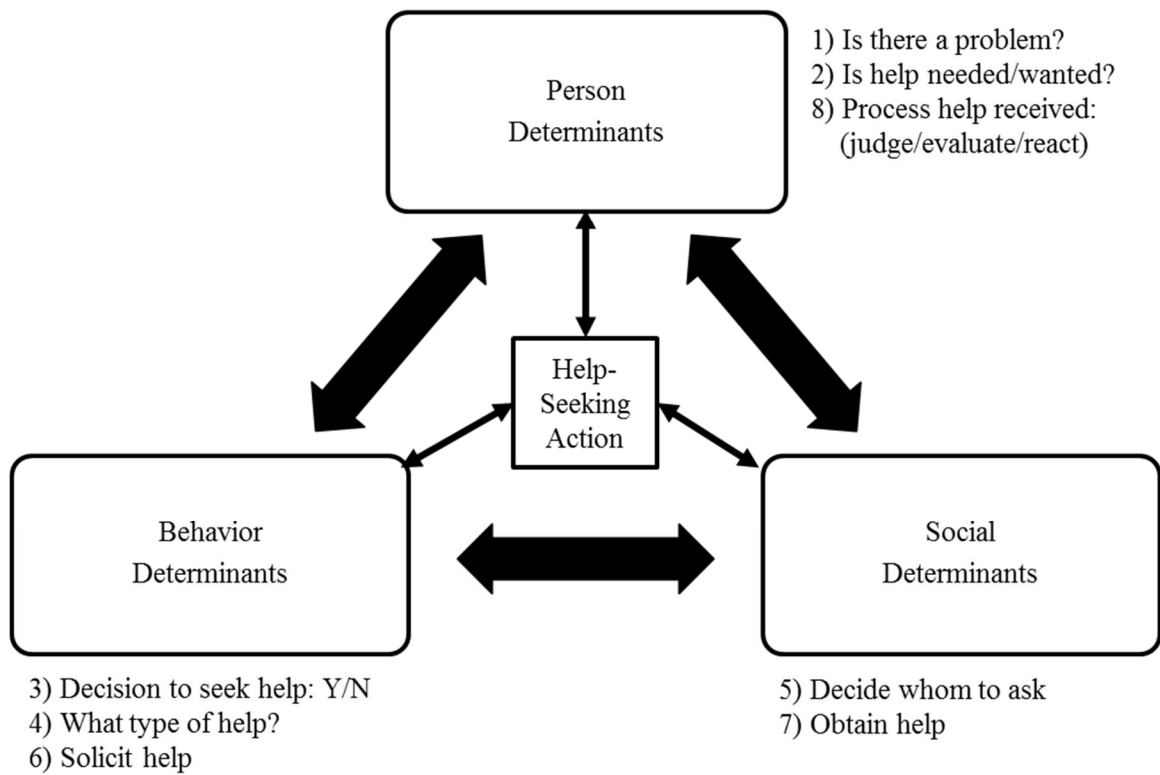 Person
Determinants
1) Is there a problem?
2) Is help needed/wanted?
8) Process help received:
(judge/evaluate/react)
Help-
Seeking
Action
Behavior
Determinants
Social
Determinants
3) Decision to seek help: Y/N
4) What type of help?
6) Solicit help
5) Decide whom to ask
7) Obtain help